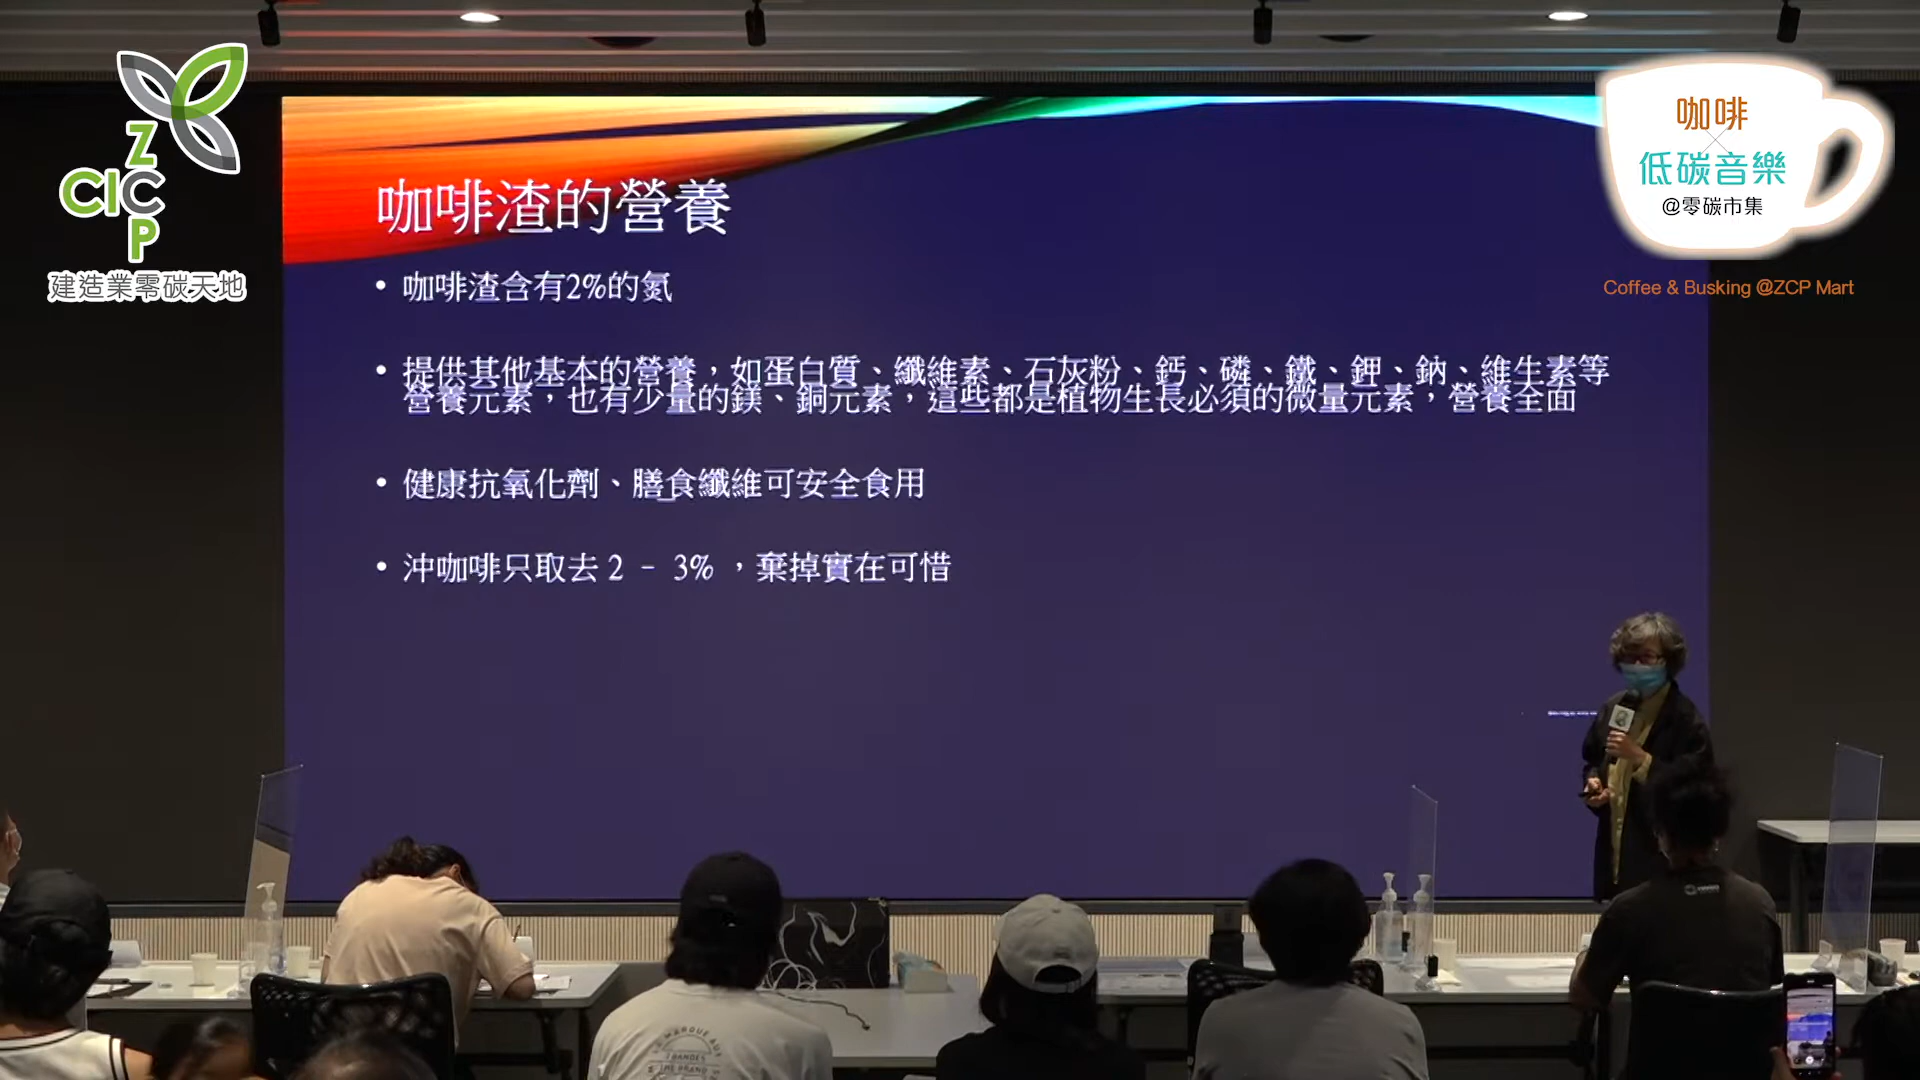 Z
CIC
P
建造業零碳天地
咖啡
×
低碳音樂
@零碳市集
Coffee & Busking @ZCP Mart
咖啡渣的營養
• 咖啡渣含有2%的氮
• 提供其他基本的營養，如蛋白質、纖維素、石灰粉、鈣、磷、鐵、鉀、鈉、維生素等
營養元素，也有少量的鎂、銅元素，這些都是植物生長必須的微量元素，營養全面
• 健康抗氧化劑、膳食纖維可安全食用
• 沖咖啡只取去 2 – 3% ，棄掉實在可惜